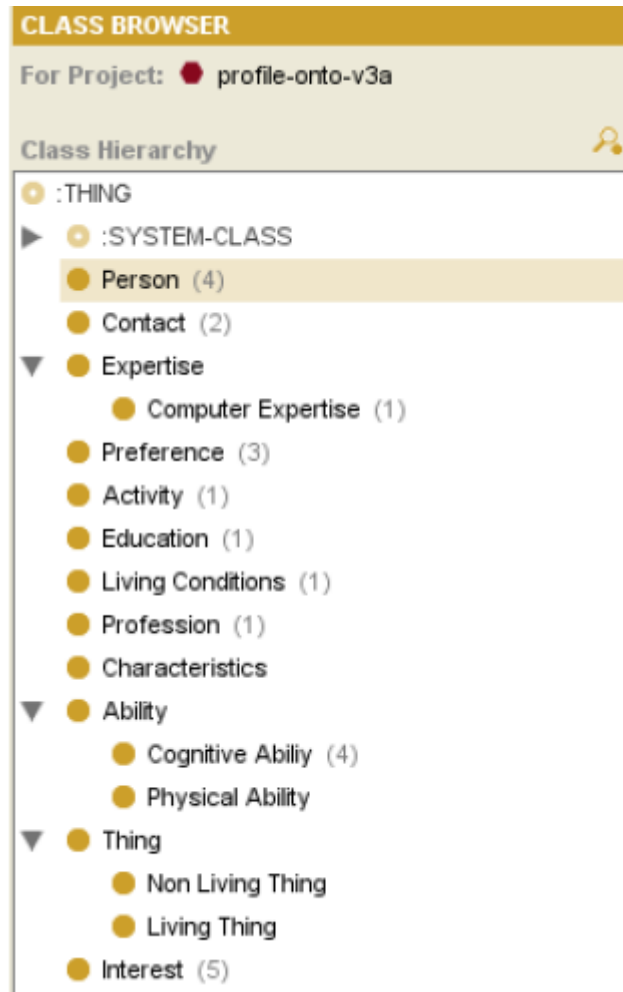 CLASS BROWSER
For Project: profile-onto-v3a
Class Hierarchy
:THING
:SYSTEM-CLASS
Person (4)
Contact (2)
Expertise
Computer Expertise (1)
Preference (3)
Activity (1)
Education (1)
Living Conditions (1)
Profession (1)
Characteristics
Ability
Cognitive Abiliy (4)
Physical Ability
Thing
Non Living Thing
Living Thing
Interest (5)